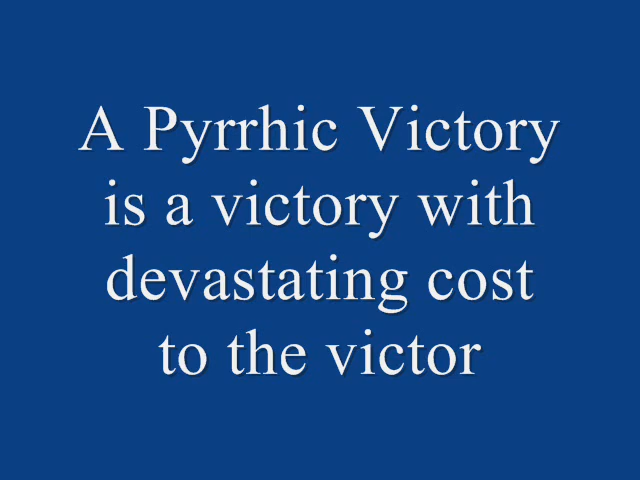 A Pyrrhic Victory
is a victory with
devastating cost
to the victor